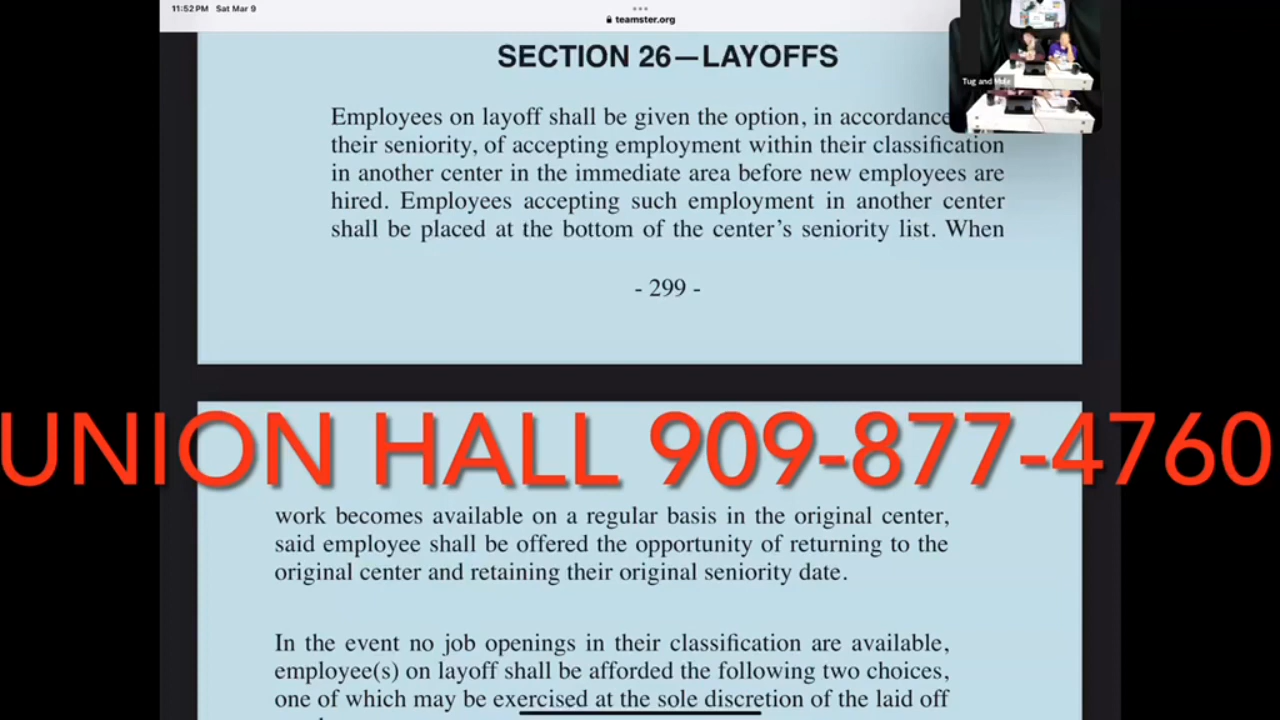 11:52 PM Sat Mar 9
teamster.org
SECTION 26—LAYOFFS
Tug and
Employees on layoff shall be given the option, in accordance
their seniority, of accepting employment within their classification
in another center in the immediate area before new employees are
hired. Employees accepting such employment in another center
shall be placed at the bottom of the center's seniority list. When
- 299 -
UNION HALL 909-877-4760
work becomes available on a regular basis in the original center,
said employee shall be offered the opportunity of returning to the
original center and retaining their original seniority date.
In the event no job openings in their classification are available,
employee(s) on layoff shall be afforded the following two choices,
one of which may be exercised at the sole discretion of the laid off